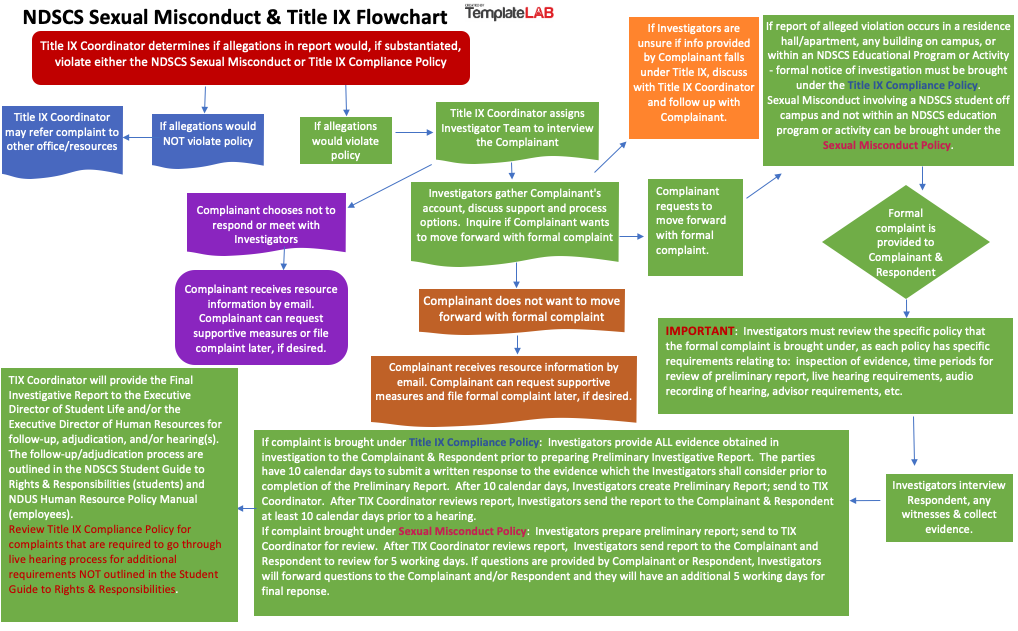 NDSCS Sexual Misconduct & Title IX Flowchart
CREATED BY
TemplateLAB
Title IX Coordinator determines if allegations in report would, if substantiated,
violate either the NDSCS Sexual Misconduct or Title IX Compliance Policy
Title IX Coordinator
may refer complaint to
other office/resources
If allegations would
NOT violate policy
If allegations
would violate
policy
Title IX Coordinator assigns
Investigator Team to interview
the Complainant
If Investigators are
unsure if info provided
by Complainant falls
under Title IX, discuss
with Title IX Coordinator
and follow up with
Complainant.
If report of alleged violation occurs in a residence
hall/apartment, any building on campus, or
within an NDSCS Educational Program or Activity
- formal notice of investigation must be brought
under the Title IX Compliance Policy.
Sexual Misconduct involving a NDSCS student off
campus and not within an NDSCS education
program or activity can be brought under the
Sexual Misconduct Policy.
Complainant chooses not to
respond or meet with
Investigators
Investigators gather Complainant's
account, discuss support and process
options. Inquire if Complainant wants
to move forward with formal complaint
Complainant
requests to
move forward
with formal
complaint.
Formal
complaint is
provided to
Complainant &
Respondent
Complainant receives resource
information by email.
Complainant can request
supportive measures or file
complaint later, if desired.
Complainant does not want to move
forward with formal complaint
Complainant receives resource information by
email. Complainant can request supportive
measures and file formal complaint later, if desired.
IMPORTANT: Investigators must review the specific policy that
the formal complaint is brought under, as each policy has specific
requirements relating to: inspection of evidence, time periods for
review of preliminary report, live hearing requirements, audio
recording of hearing, advisor requirements, etc.
Investigators interview
Respondent, any
witnesses & collect
evidence.
If complaint is brought under Title IX Compliance Policy: Investigators provide ALL evidence obtained in
investigation to the Complainant & Respondent prior to preparing Preliminary Investigative Report. The parties
have 10 calendar days to submit a written response to the evidence which the Investigators shall consider prior to
completion of the Preliminary Report. After 10 calendar days, Investigators create Preliminary Report; send to TIX
Coordinator. After TIX Coordinator reviews report, Investigators send the report to the Complainant & Respondent
at least 10 calendar days prior to a hearing.
If complaint brought under Sexual Misconduct Policy: Investigators prepare preliminary report; send to TIX
Coordinator for review. After TIX Coordinator reviews report, Investigators send report to the Complainant and
Respondent to review for 5 working days. If questions are provided by Complainant or Respondent, Investigators
will forward questions to the Complainant and/or Respondent and they will have an additional 5 working days for
final reponse.
TIX Coordinator will provide the Final
Investigative Report to the Executive
Director of Student Life and/or the
Executive Director of Human Resources for
follow-up, adjudication, and/or hearing(s).
The follow-up/adjudication process are
outlined in the NDSCS Student Guide to
Rights & Responsibilities (students) and
NDUS Human Resource Policy Manual
(employees).
Review Title IX Compliance Policy for
complaints that are required to go through
live hearing process for additional
requirements NOT outlined in the Student
Guide to Rights & Responsibilities.